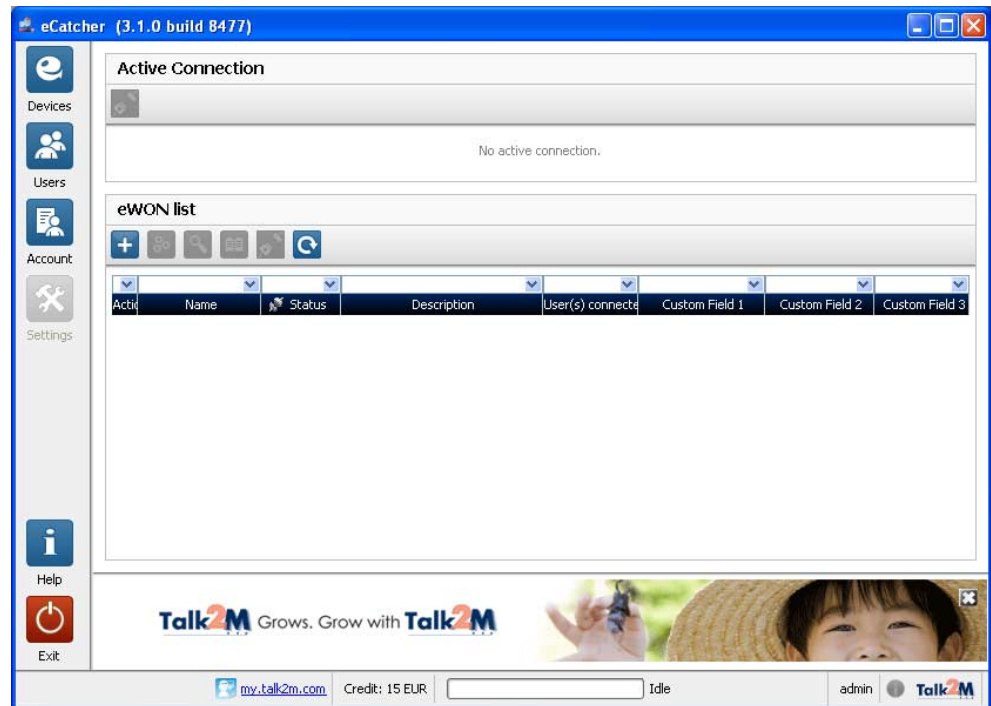 eCatcher (3.1.0 build 8477)
Devices
Users
Account
Settings
Help
Exit
Active Connection
No active connection.
eWON list
Actic Name Status Description User(s) connecte Custom Field 1 Custom Field 2 Custom Field 3
Talk2M Grows. Grow with Talk2M
my.talk2m.com Credit: 15 EUR Idle admin Talk2M